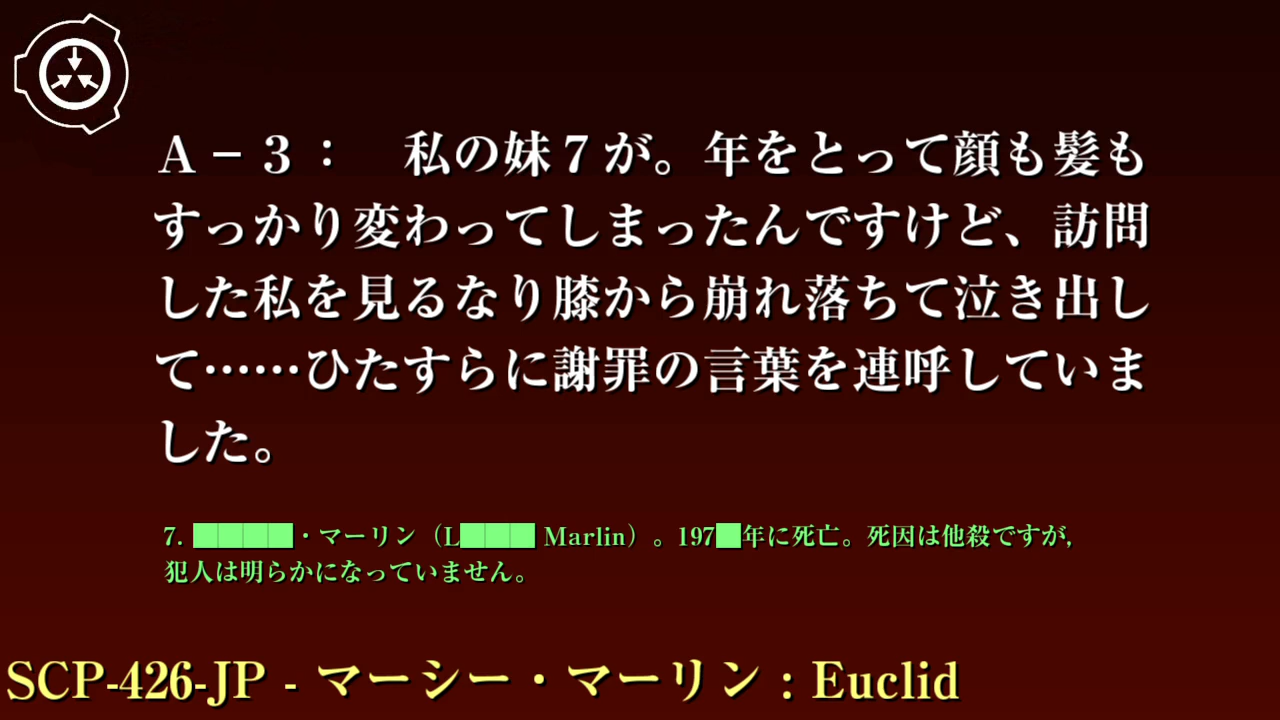 A－3：　私の妹7が。年をとって顔も髪も
すっかり変わってしまったんですけど、訪問
した私を見るなり膝から崩れ落ちて泣き出し
て……ひたすらに謝罪の言葉を連呼していま
した。
7. ████・マーリン（L███ Marlin）。197█年に死亡。死因は他殺ですが,
犯人は明らかになっていません。
SCP-426-JP - マーシー・マーリン : Euclid